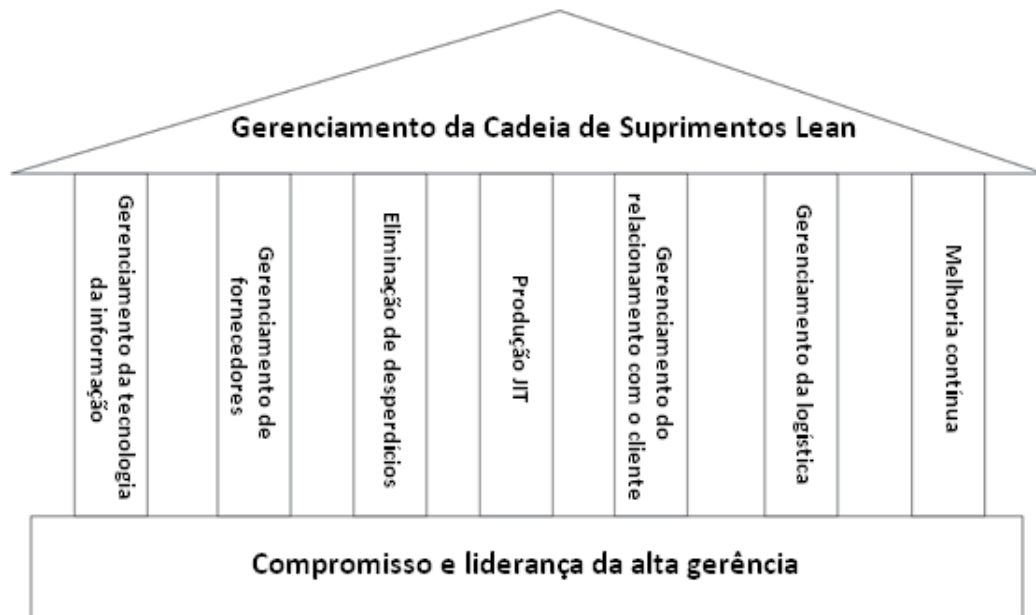 Gerenciamento da Cadeia de Suprimentos Lean
Gerenciamento da tecnologia
da informação
Gerenciamento de
fornecedores
Eliminação de desperdícios
Produção JIT
Gerenciamento do
relacionamento com o cliente
Gerenciamento da logística
Melhoria contínua
Compromisso e liderança da alta gerência